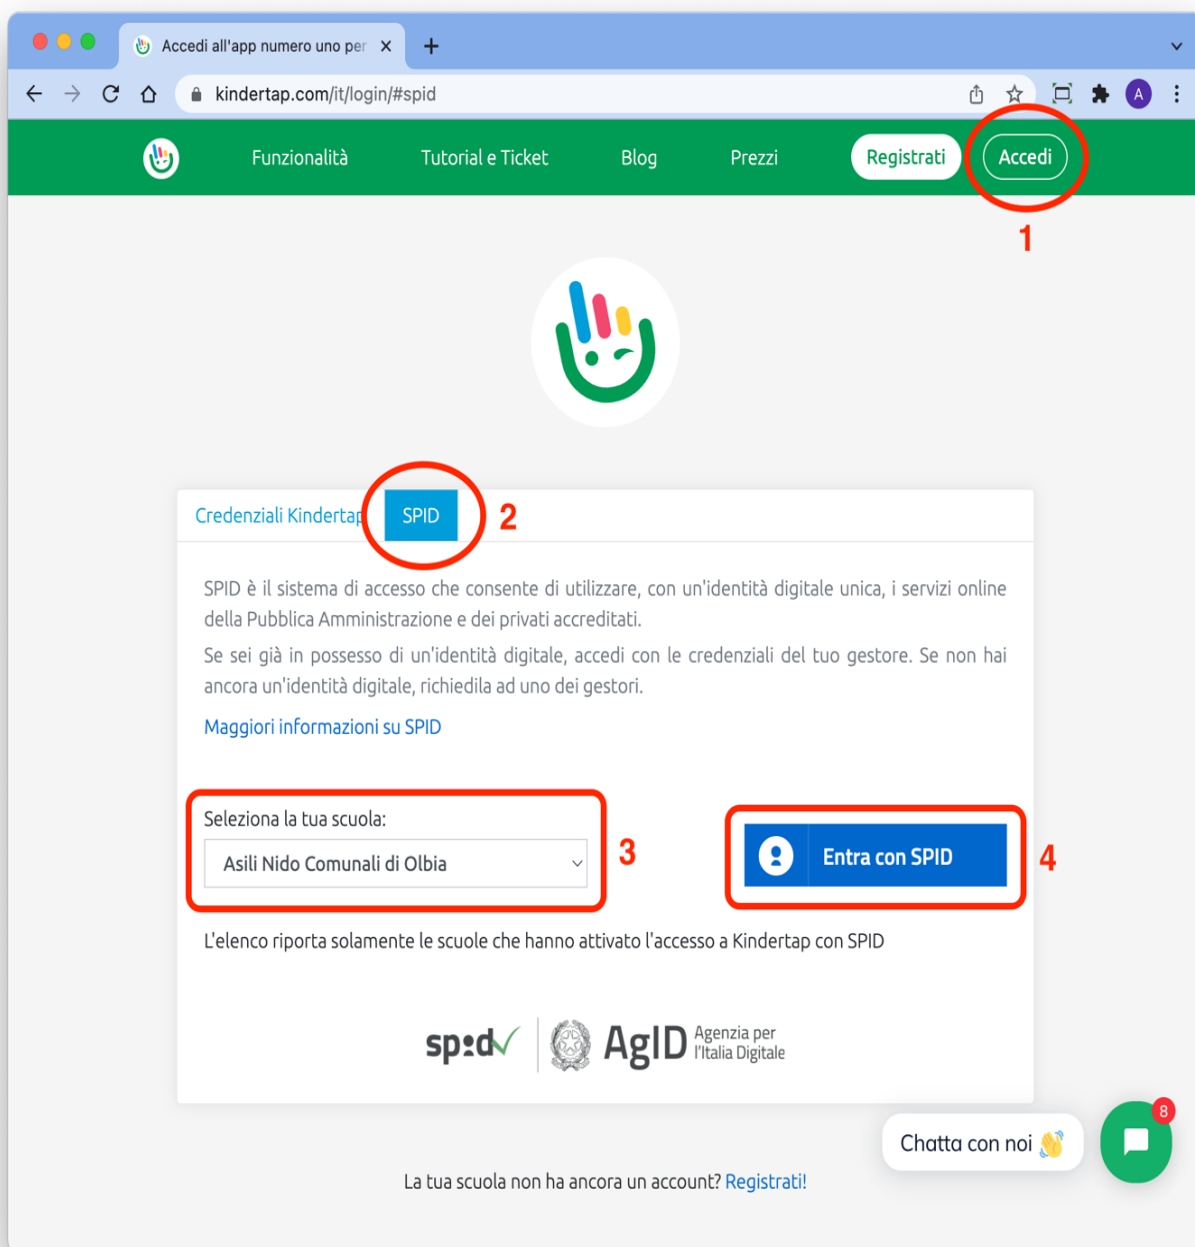 Accedi all'app numero uno per
kindertap.com/it/login/#spid
A
Funzionalità
Tutorial e Ticket
Blog
Prezzi
Registrati
Accedi
1
Credenziali Kindertap
SPID
2
SPID è il sistema di accesso che consente di utilizzare, con un'identità digitale unica, i servizi online
della Pubblica Amministrazione e dei privati accreditati.
Se sei già in possesso di un'identità digitale, accedi con le credenziali del tuo gestore. Se non hai
ancora un'identità digitale, richiedila ad uno dei gestori.
Maggiori informazioni su SPID
Seleziona la tua scuola:
Asili Nido Comunali di Olbia
3
Entra con SPID
4
L'elenco riporta solamente le scuole che hanno attivato l'accesso a Kindertap con SPID
spid
AgID
Agenzia per
l'Italia Digitale
8
Chatta con noi 👋
La tua scuola non ha ancora un account? Registrati!